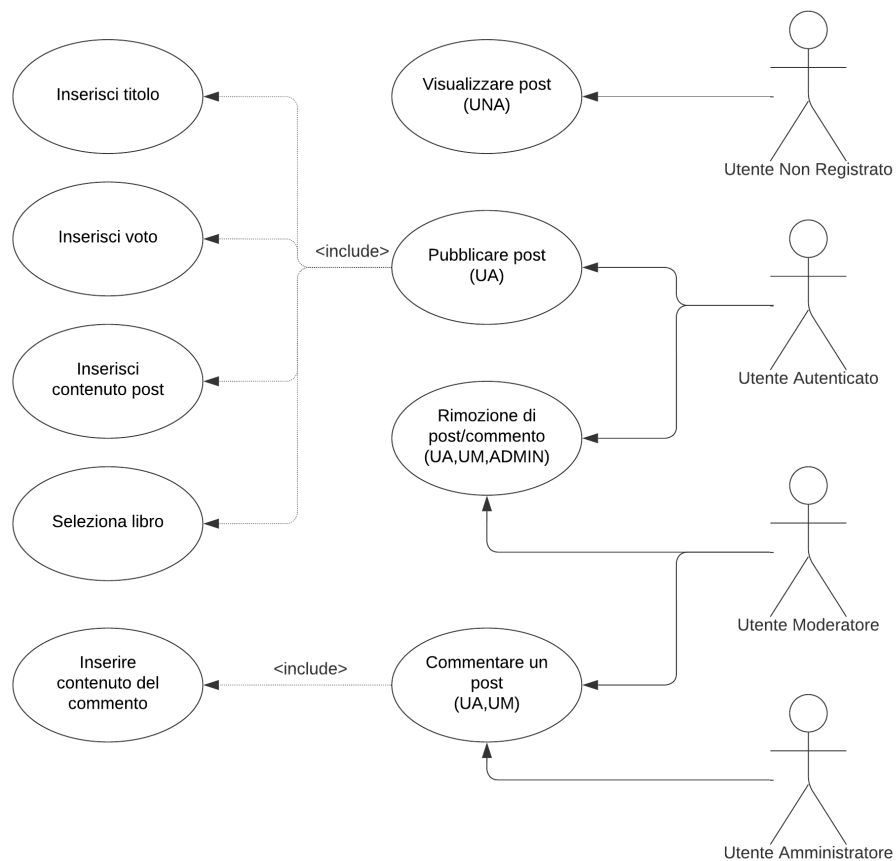 Inserisci titolo
Visualizzare post
(UNA)
Utente Non Registrato
Inserisci voto
<include>
Pubblicare post
(UA)
Utente Autenticato
Inserisci
contenuto post
Rimozione di
post/commento
(UA,UM,ADMIN)
Seleziona libro
Utente Moderatore
Inserire
contenuto del
commento
<include>
Commentare un
post
(UA,UM)
Utente Amministratore